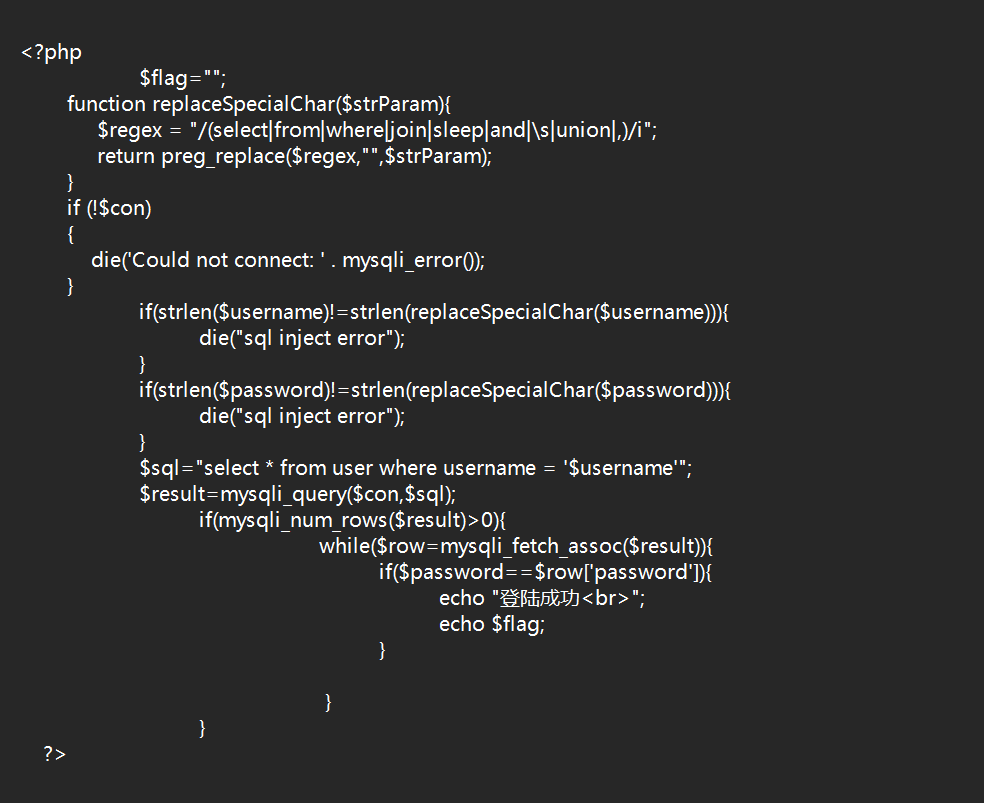 <?php
$flag="";
function replaceSpecialChar($strParam){
$regex = "/(select|from|where|join|sleep|and|\s|union|,)/i";
return preg_replace($regex,"",$strParam);
}
if (!$con)
{
die('Could not connect: ' . mysqli_error());
}
if(strlen($username)!=strlen(replaceSpecialChar($username))){
die("sql inject error");
}
if(strlen($password)!=strlen(replaceSpecialChar($password))){
die("sql inject error");
}
$sql="select * from user where username = '$username'";
$result=mysqli_query($con,$sql);
if(mysqli_num_rows($result)>0){
while($row=mysqli_fetch_assoc($result)){
if($password==$row['password']){
echo "登陆成功<br>";
echo $flag;
}
}
}
?>